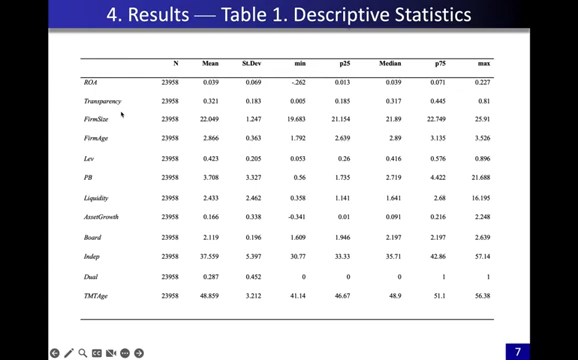 4. Results — Table 1. Descriptive Statistics
N Mean St.Dev min p25 Median p75 max
ROA 23958 0.039 0.069 -.262 0.013 0.039 0.071 0.227
Transparency 23958 0.321 0.183 0.005 0.185 0.317 0.445 0.81
FirmSize 23958 22.049 1.247 19.683 21.154 21.89 22.749 25.91
FirmAge 23958 2.866 0.363 1.792 2.639 2.89 3.135 3.526
Lev 23958 0.423 0.205 0.053 0.26 0.416 0.576 0.896
PB 23958 3.708 3.327 0.56 1.735 2.719 4.422 21.688
Liquidity 23958 2.433 2.462 0.358 1.141 1.641 2.68 16.195
AssetGrowth 23958 0.166 0.338 -0.341 0.01 0.091 0.216 2.248
Board 23958 2.119 0.196 1.609 1.946 2.197 2.197 2.639
Indep 23958 37.559 5.397 30.77 33.33 35.71 42.86 57.14
Dual 23958 0.287 0.452 0 0 0 1 1
TMTAge 23958 48.859 3.212 41.14 46.67 48.9 51.1 56.38
7